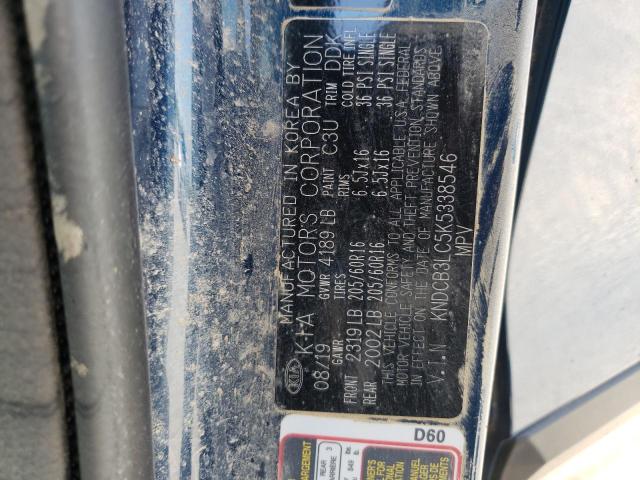 MANUFACTURED IN KOREA BY
KIA KIA MOTORS CORPORATION
08/19 GVWR 4189 LB PAINT C3U TRIM DDK
GAWR TIRES RIMS COLD TIRE INFL
FRONT 2319 LB 205/60R16 6.5Jx16 36 PSI SINGLE
REAR 2002 LB 205/60R16 6.5Jx16 36 PSI SINGLE
THIS VEHICLE CONFORMS TO ALL APPLICABLE U.S.A. FEDERAL
MOTOR VEHICLE SAFETY AND THEFT PREVENTION STANDARDS
IN EFFECT ON THE DATE OF MANUFACTURE SHOWN ABOVE
V.I.N KNDCB3LC5K5338546
MPV
D60
REAR 3